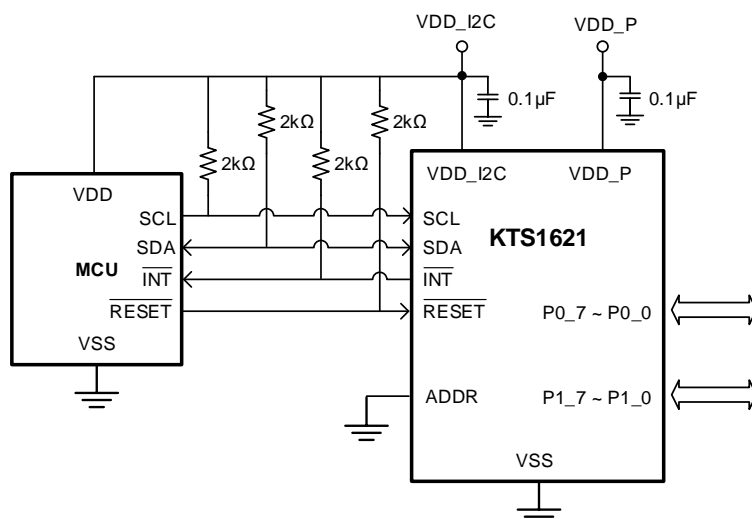 VDD_I2C
VDD_P
0.1µF
0.1µF
2kΩ
2kΩ
2kΩ
2kΩ
VDD
SCL
SDA
MCU
INT
RESET
VSS
VDD_I2C
VDD_P
SCL
KTS1621
SDA
INT
RESET
P0_7 ~ P0_0
ADDR
P1_7 ~ P1_0
VSS